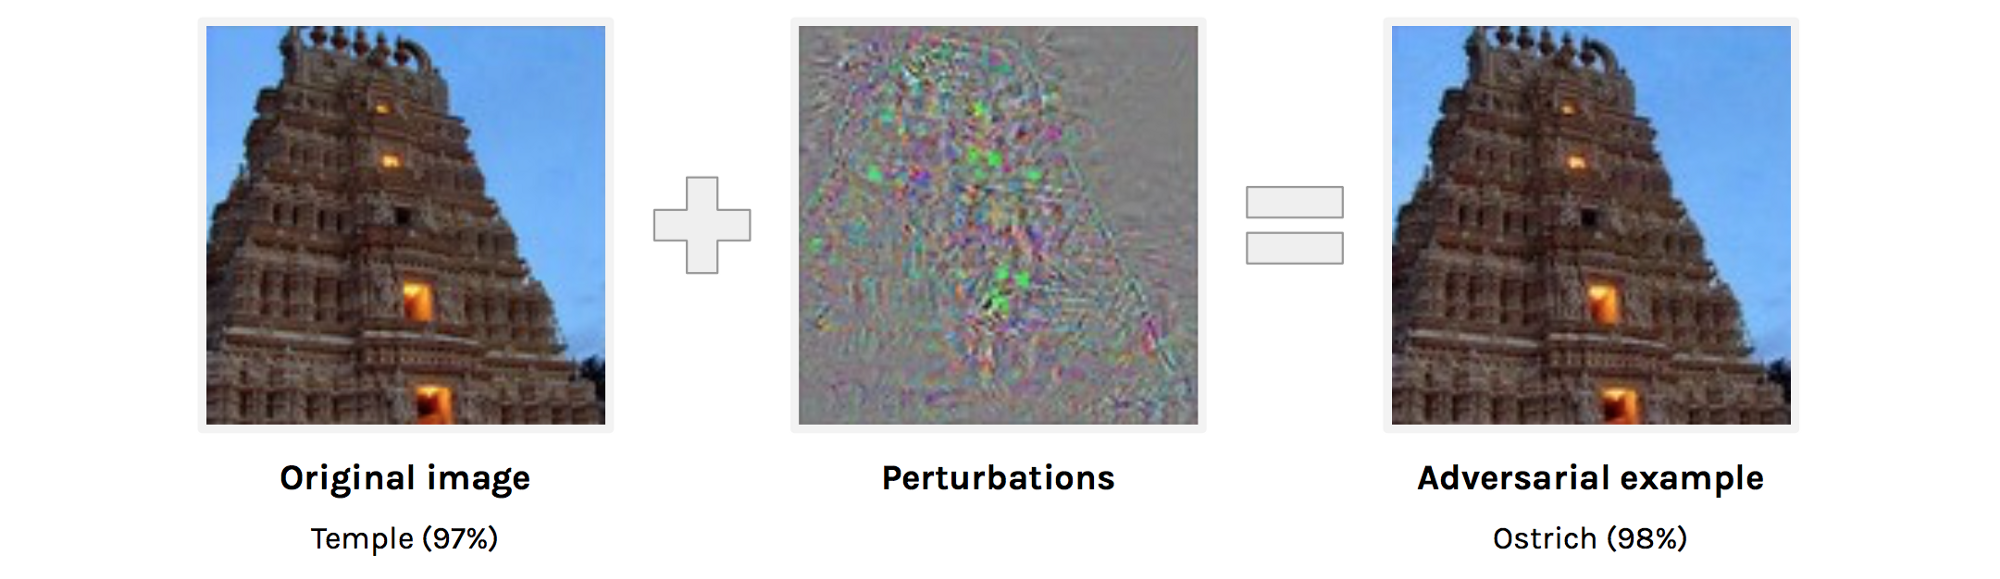 Original image
Perturbations
Adversarial example
Temple (97%)
Ostrich (98%)